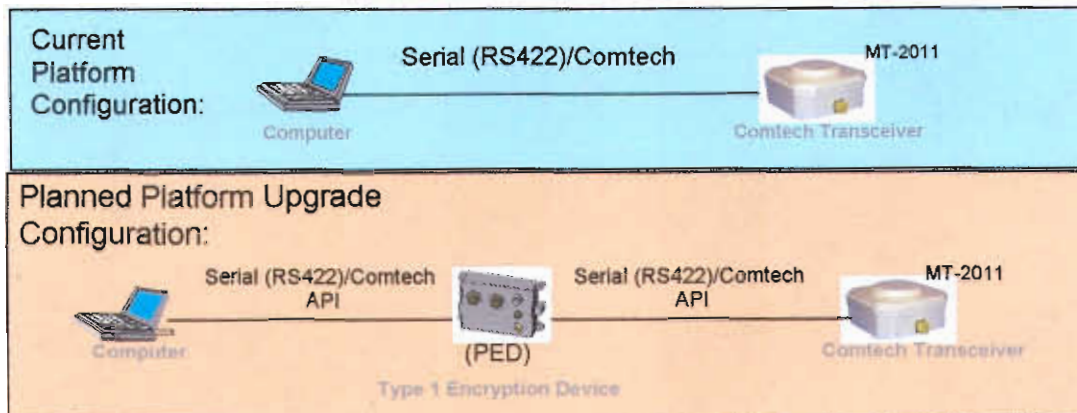 Current
Platform
Configuration:
Serial (RS422)/Comtech
MT-2011
Computer
Comtech Transceiver
Planned Platform Upgrade
Configuration:
Serial (RS422)/Comtech
API
Serial (RS422)/Comtech
API
MT-2011
Computer
(PED)
Comtech Transceiver
Type 1 Encryption Device